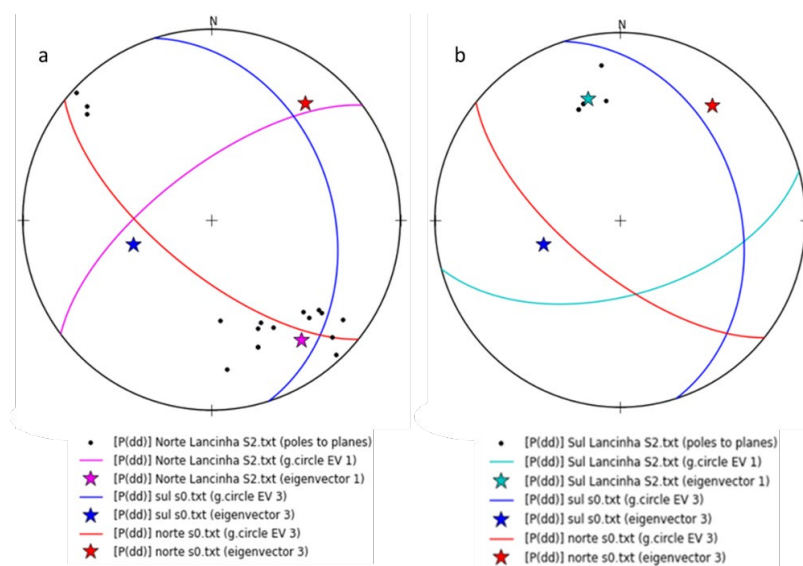 a
N
[P(dd)] Norte Lancinha S2.txt (poles to planes)
[P(dd)] Norte Lancinha S2.txt (g.circle EV 1)
[P(dd)] Norte Lancinha S2.txt (eigenvector 1)
[P(dd)] sul s0.txt (g.circle EV 3)
[P(dd)] sul s0.txt (eigenvector 3)
[P(dd)] norte s0.txt (g.circle EV 3)
[P(dd)] norte s0.txt (eigenvector 3)
b
N
[P(dd)] Sul Lancinha S2.txt (poles to planes)
[P(dd)] Sul Lancinha S2.txt (g.circle EV 1)
[P(dd)] Sul Lancinha S2.txt (eigenvector 1)
[P(dd)] sul s0.txt (g.circle EV 3)
[P(dd)] sul s0.txt (eigenvector 3)
[P(dd)] norte s0.txt (g.circle EV 3)
[P(dd)] norte s0.txt (eigenvector 3)